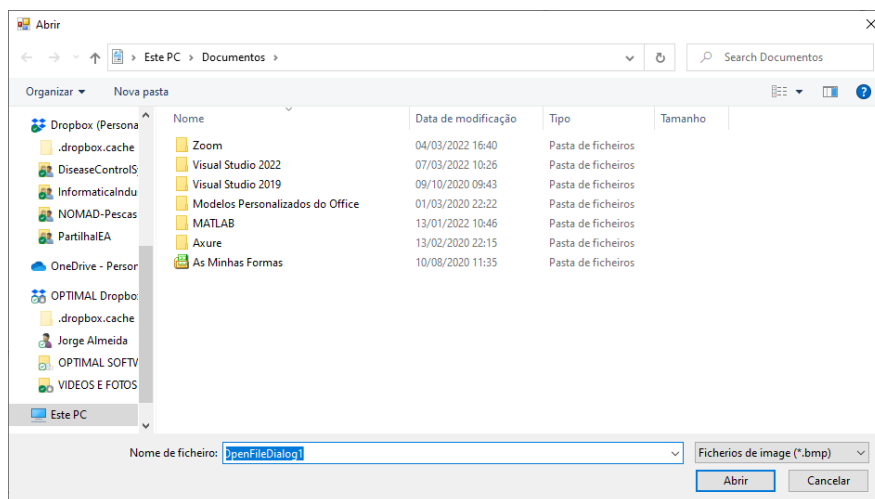 Abrir
Este PC > Documentos >
Search Documentos
Organizar
Nova pasta
Nome Data de modificação Tipo Tamanho
Dropbox (Persona
.dropbox.cache
DiseaseControlS
InformaticaIndu
NOMAD-Pescas
PartilhaIEA
OneDrive - Person
OPTIMAL Dropbo
.dropbox.cache
Jorge Almeida
OPTIMAL SOFTW
VIDEOS E FOTOS
Este PC
Zoom 04/03/2022 16:40 Pasta de ficheiros
Visual Studio 2022 07/03/2022 10:26 Pasta de ficheiros
Visual Studio 2019 09/10/2020 09:43 Pasta de ficheiros
Modelos Personalizados do Office 01/03/2020 22:22 Pasta de ficheiros
MATLAB 13/01/2022 10:46 Pasta de ficheiros
Axure 13/02/2020 22:15 Pasta de ficheiros
As Minhas Formas 10/08/2020 11:35 Pasta de ficheiros
Nome de ficheiro: OpenFileDialog1
Ficherios de image (*.bmp)
Abrir
Cancelar